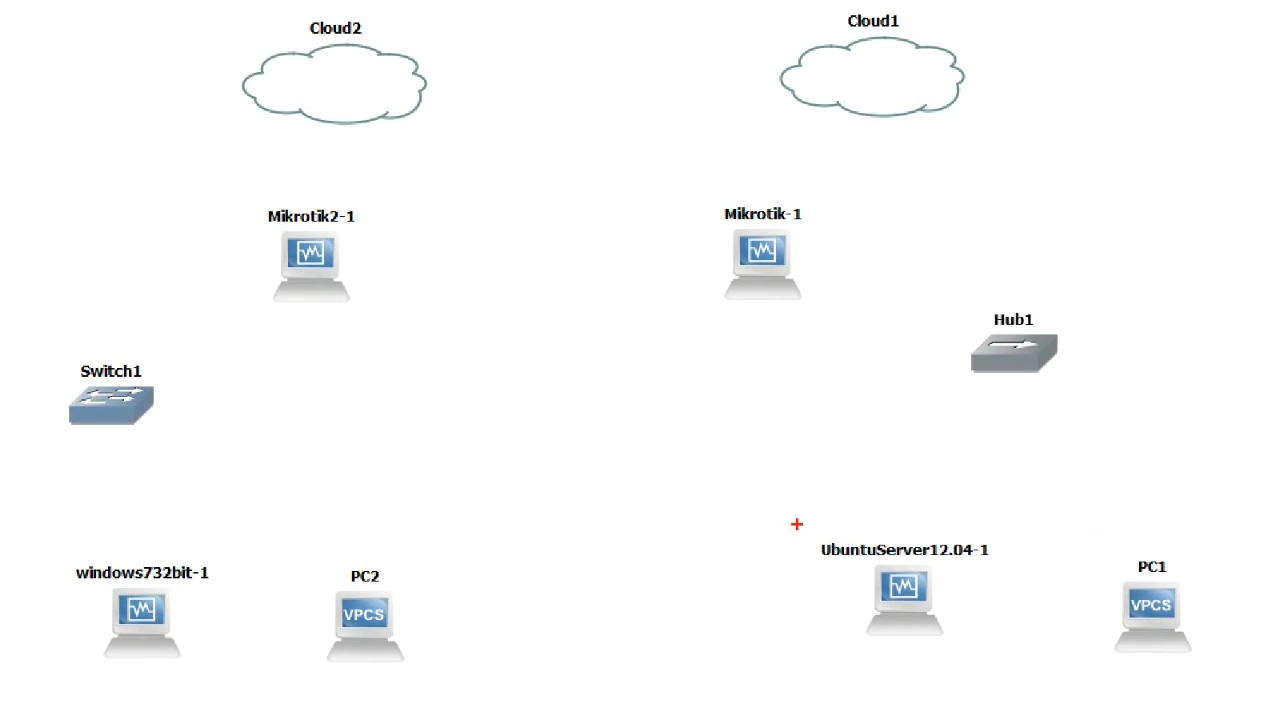 Cloud2
Cloud1
Mikrotik2-1
Mikrotik-1
Hub1
Switch1
UbuntuServer12.04-1
PC1
windows732bit-1
PC2
VPCS
VPCS